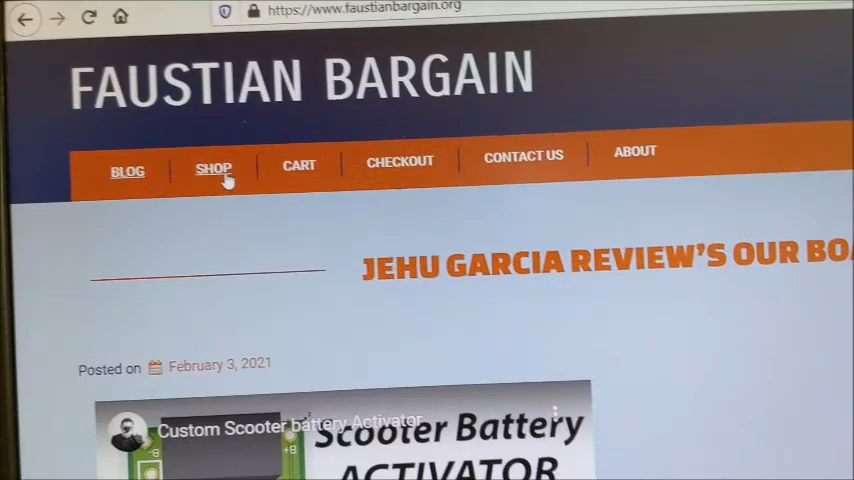 https://www.faustianbargain.org
FAUSTIAN BARGAIN
BLOG SHOP CART CHECKOUT CONTACT US ABOUT
JEHU GARCIA REVIEW'S OUR BOA
Posted on February 3, 2021
Custom Scooter battery Activator
Scooter Battery
ACTIVATOR
B-
B+